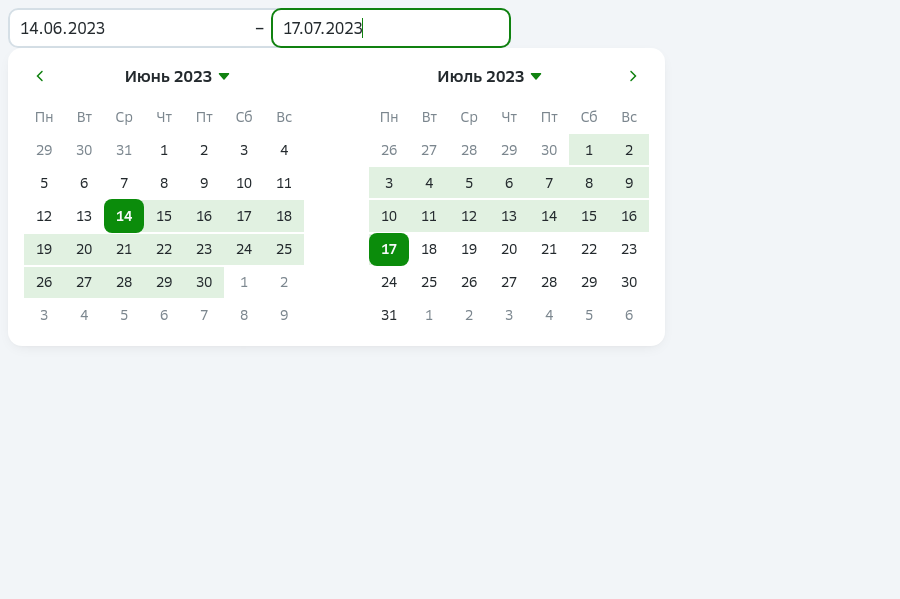 14.06.2023 – 17.07.2023
Июнь 2023
Пн Вт Ср Чт Пт Сб Вс
29 30 31 1 2 3 4
5 6 7 8 9 10 11
12 13 14 15 16 17 18
19 20 21 22 23 24 25
26 27 28 29 30 1 2
3 4 5 6 7 8 9
Июль 2023
Пн Вт Ср Чт Пт Сб Вс
26 27 28 29 30 1 2
3 4 5 6 7 8 9
10 11 12 13 14 15 16
17 18 19 20 21 22 23
24 25 26 27 28 29 30
31 1 2 3 4 5 6